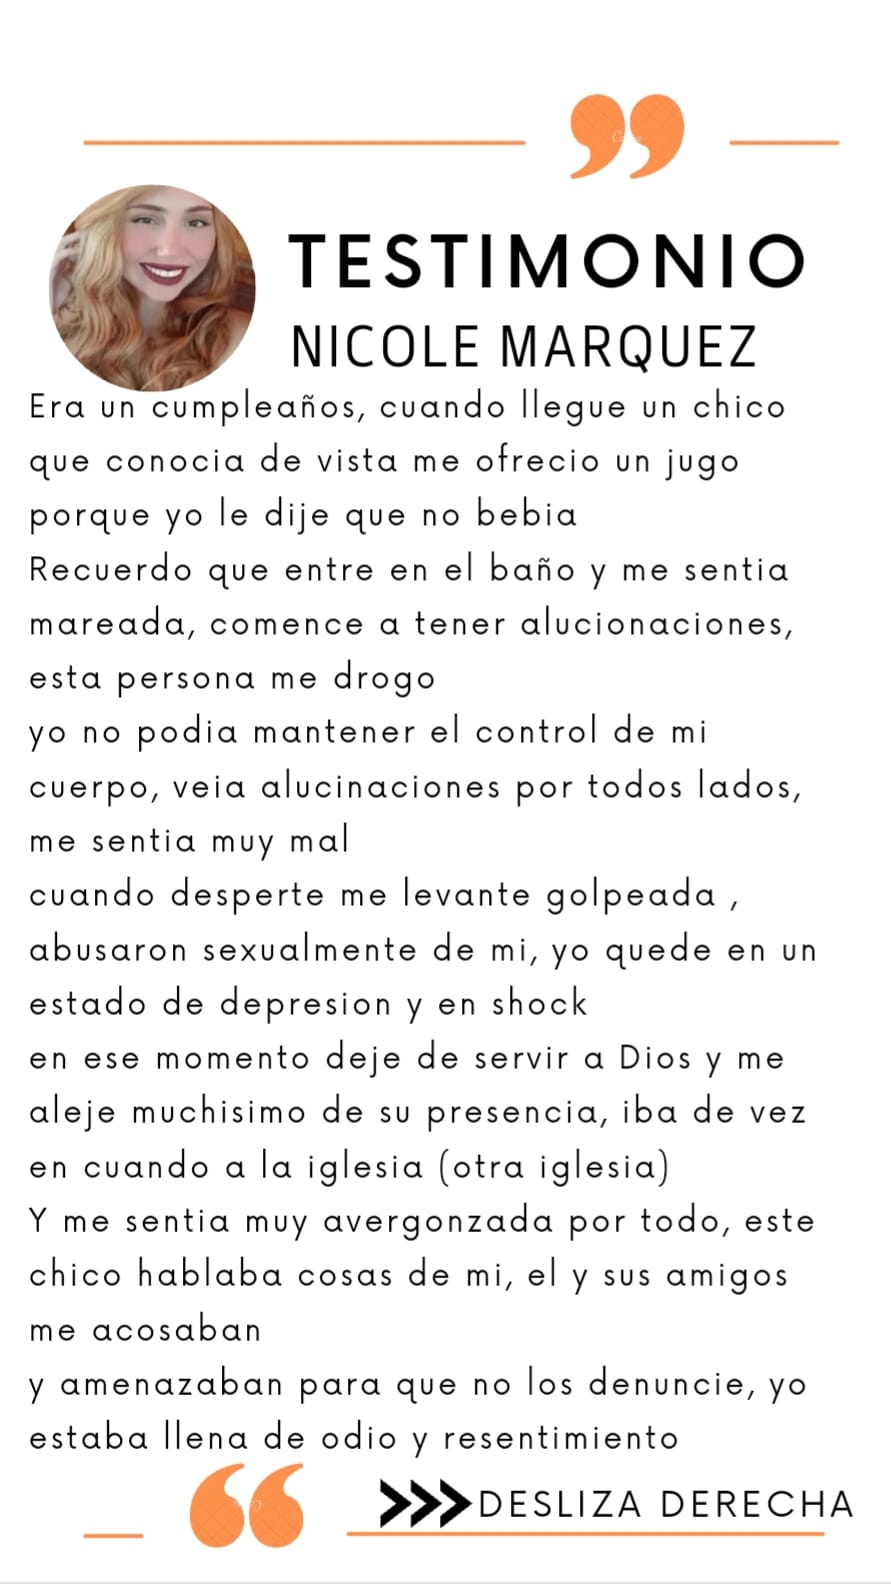 TESTIMONIO
NICOLE MARQUEZ
Era un cumpleaños, cuando llegue un chico
que conocia de vista me ofrecio un jugo
porque yo le dije que no bebia
Recuerdo que entre en el baño y me sentia
mareada, comence a tener alucionaciones,
esta persona me drogo
yo no podia mantener el control de mi
cuerpo, veia alucinaciones por todos lados,
me sentia muy mal
cuando desperte me levante golpeada ,
abusaron sexualmente de mi, yo quede en un
estado de depresion y en shock
en ese momento deje de servir a Dios y me
aleje muchisimo de su presencia, iba de vez
en cuando a la iglesia (otra iglesia)
Y me sentia muy avergonzada por todo, este
chico hablaba cosas de mi, el y sus amigos
me acosaban
y amenazaban para que no los denuncie, yo
estaba llena de odio y resentimiento
DESLIZA DERECHA